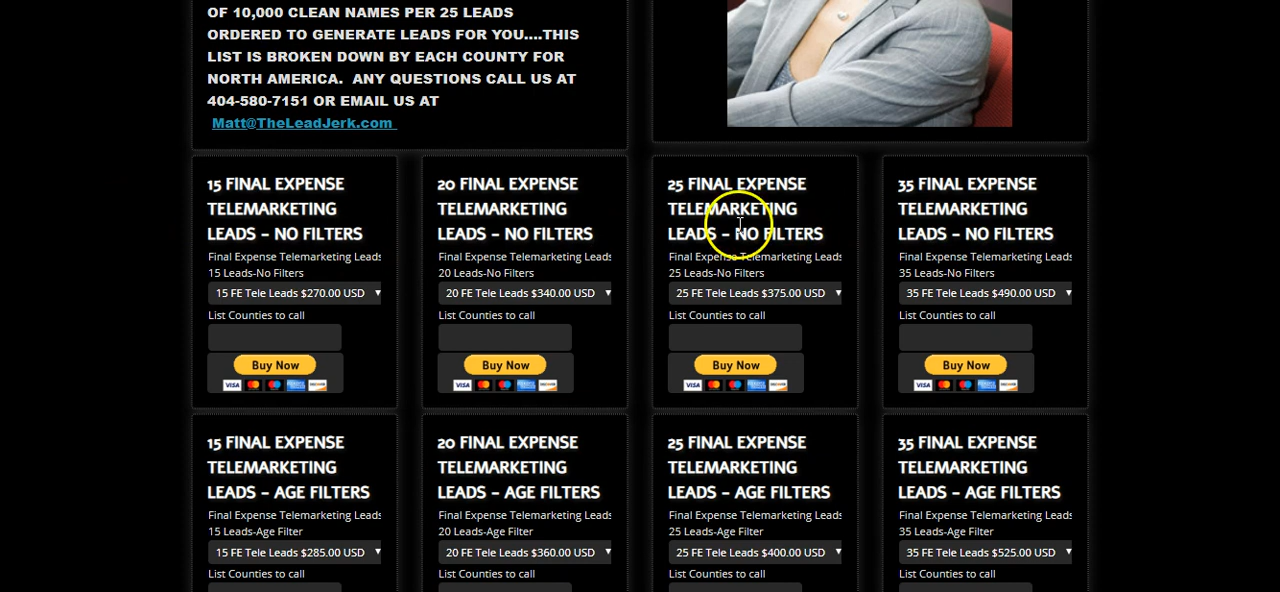 OF 10,000 CLEAN NAMES PER 25 LEADS
ORDERED TO GENERATE LEADS FOR YOU....THIS
LIST IS BROKEN DOWN BY EACH COUNTY FOR
NORTH AMERICA. ANY QUESTIONS CALL US AT
404-580-7151 OR EMAIL US AT
Matt@TheLeadJerk.com
15 FINAL EXPENSE
TELEMARKETING
LEADS – NO FILTERS
Final Expense Telemarketing Leads
15 Leads-No Filters
15 FE Tele Leads $270.00 USD
List Counties to call
Buy Now
VISA
20 FINAL EXPENSE
TELEMARKETING
LEADS – NO FILTERS
Final Expense Telemarketing Leads
20 Leads-No Filters
20 FE Tele Leads $340.00 USD
List Counties to call
Buy Now
VISA
25 FINAL EXPENSE
TELEMARKETING
LEADS – NO FILTERS
Final Expense Telemarketing Leads
25 Leads-No Filters
25 FE Tele Leads $375.00 USD
List Counties to call
Buy Now
VISA
35 FINAL EXPENSE
TELEMARKETING
LEADS – NO FILTERS
Final Expense Telemarketing Leads
35 Leads-No Filters
35 FE Tele Leads $490.00 USD
List Counties to call
Buy Now
VISA
15 FINAL EXPENSE
TELEMARKETING
LEADS – AGE FILTERS
Final Expense Telemarketing Leads
15 Leads-Age Filter
15 FE Tele Leads $285.00 USD
List Counties to call
20 FINAL EXPENSE
TELEMARKETING
LEADS – AGE FILTERS
Final Expense Telemarketing Leads
20 Leads-Age Filter
20 FE Tele Leads $360.00 USD
List Counties to call
25 FINAL EXPENSE
TELEMARKETING
LEADS – AGE FILTERS
Final Expense Telemarketing Leads
25 Leads-Age Filter
25 FE Tele Leads $400.00 USD
List Counties to call
35 FINAL EXPENSE
TELEMARKETING
LEADS – AGE FILTERS
Final Expense Telemarketing Leads
35 Leads-Age Filter
35 FE Tele Leads $525.00 USD
List Counties to call